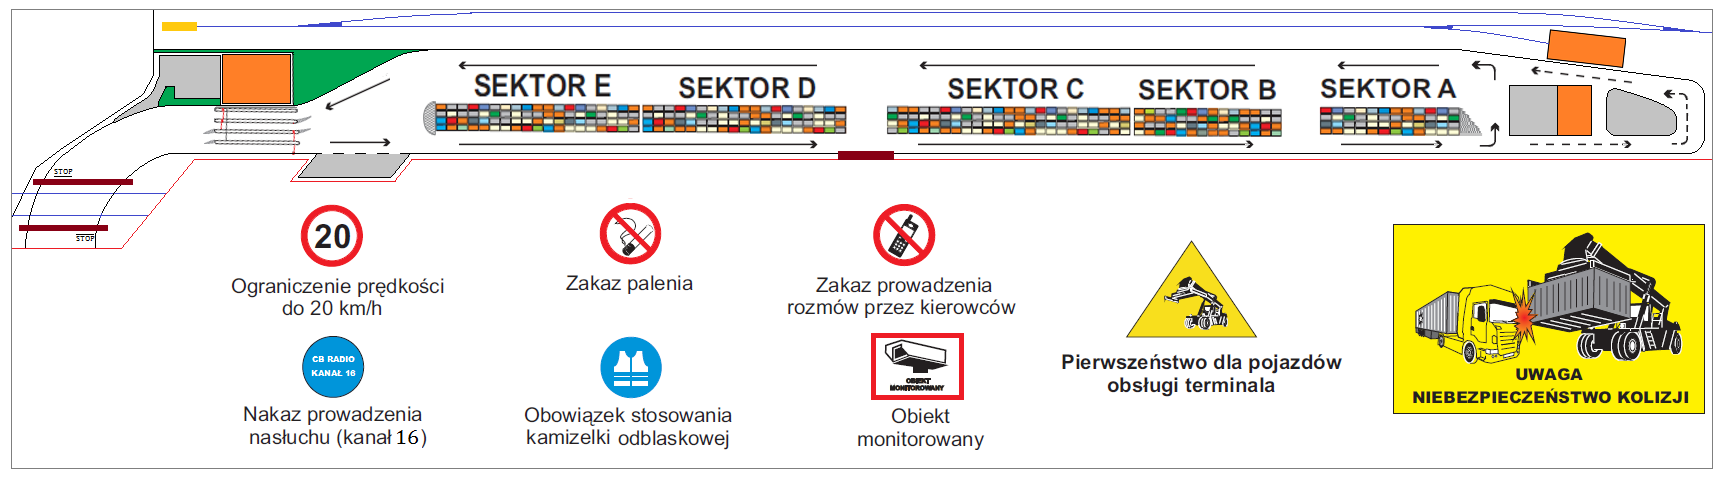 SEKTOR E
SEKTOR D
SEKTOR C
SEKTOR B
SEKTOR A
STOP
STOP
20
Ograniczenie prędkości
do 20 km/h
Zakaz palenia
Zakaz prowadzenia
rozmów przez kierowców
CB RADIO
KANAŁ 16
Nakaz prowadzenia
nasłuchu (kanał 16)
Obowiązek stosowania
kamizelki odblaskowej
OBIEKT
MONITOROWANY
Obiekt
monitorowany
Pierwszeństwo dla pojazdów
obsługi terminala
UWAGA
NIEBEZPIECZEŃSTWO KOLIZJI